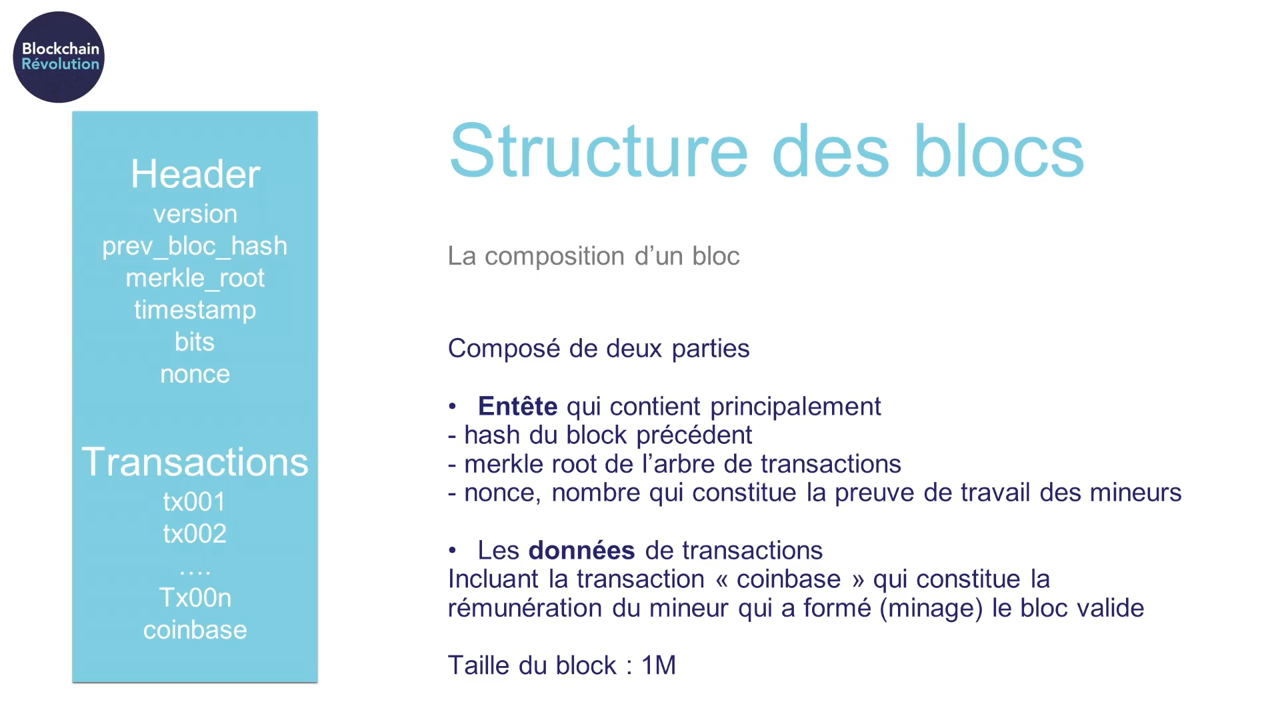 Blockchain
Révolution
Header
version
prev_bloc_hash
merkle_root
timestamp
bits
nonce
Transactions
tx001
tx002
….
Tx00n
coinbase
Structure des blocs
La composition d’un bloc
Composé de deux parties
• Entête qui contient principalement
- hash du block précédent
- merkle root de l’arbre de transactions
- nonce, nombre qui constitue la preuve de travail des mineurs
• Les données de transactions
Incluant la transaction « coinbase » qui constitue la
rémunération du mineur qui a formé (minage) le bloc valide
Taille du block : 1M